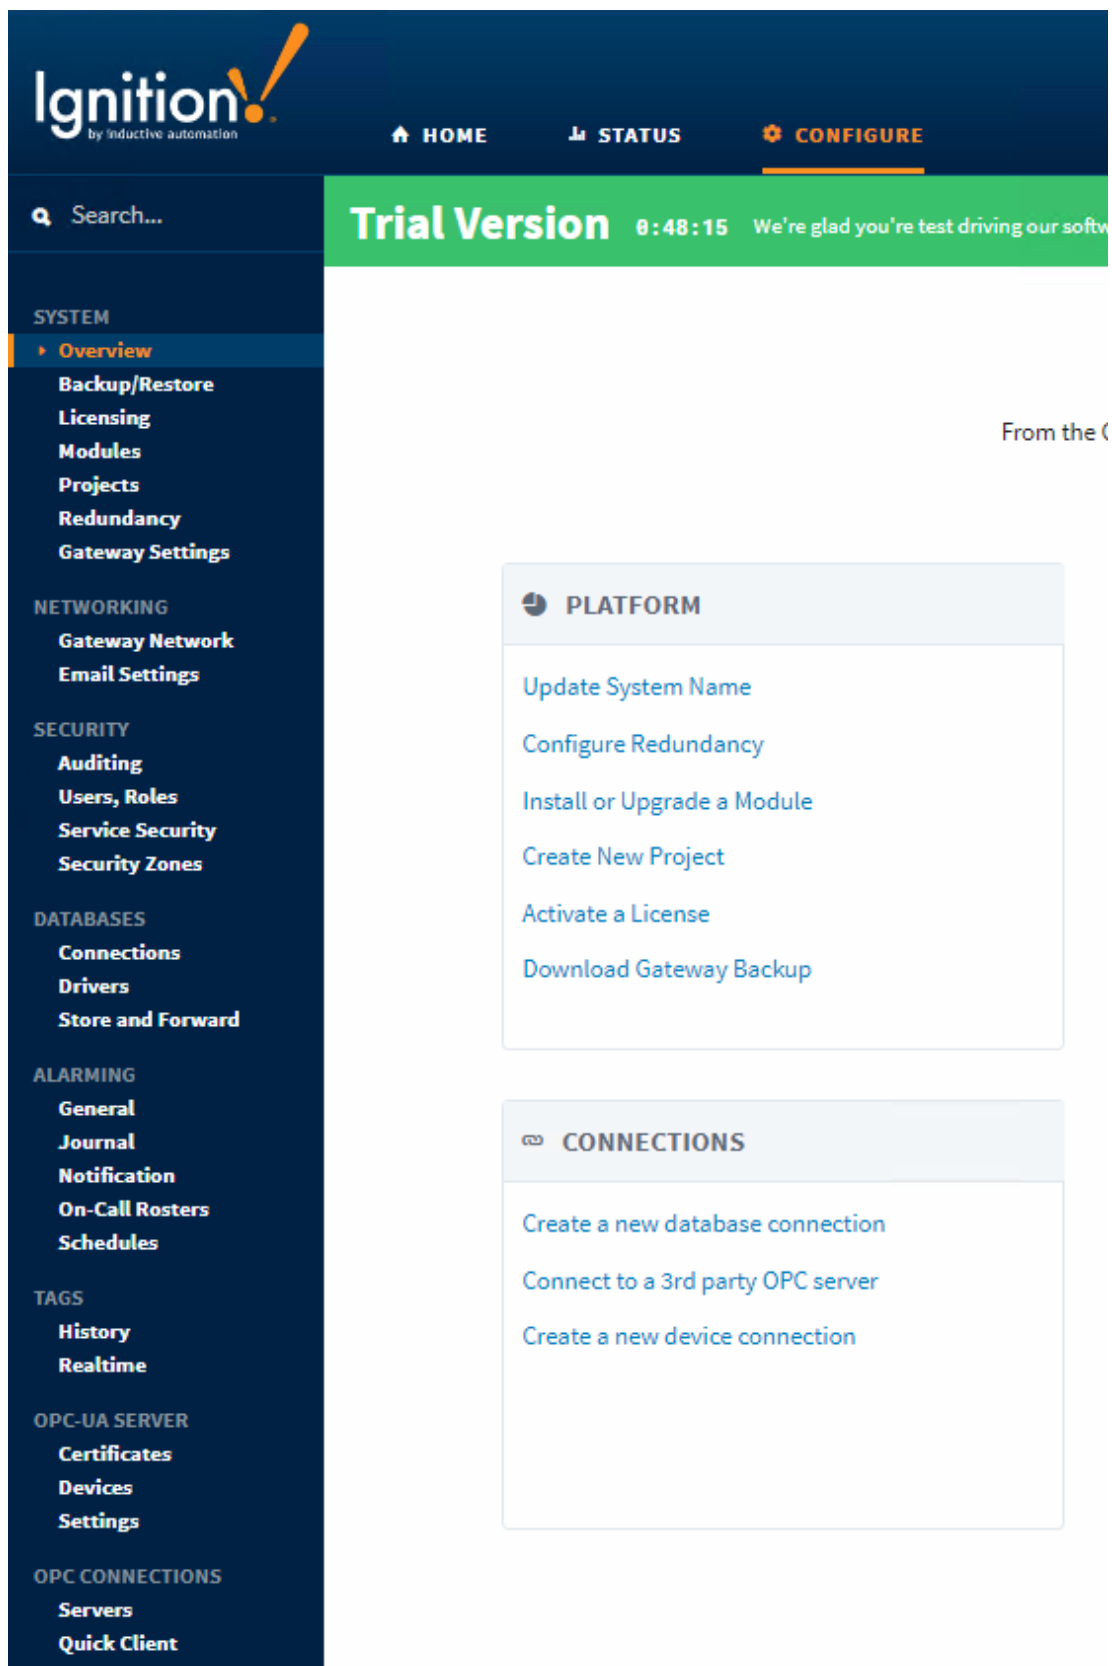 Ignition!
by inductive automation
HOME
STATUS
CONFIGURE
Search...
Trial Version 0:48:15 We're glad you're test driving our softw
SYSTEM
Overview
Backup/Restore
Licensing
Modules
Projects
Redundancy
Gateway Settings
NETWORKING
Gateway Network
Email Settings
SECURITY
Auditing
Users, Roles
Service Security
Security Zones
DATABASES
Connections
Drivers
Store and Forward
ALARMING
General
Journal
Notification
On-Call Rosters
Schedules
TAGS
History
Realtime
OPC-UA SERVER
Certificates
Devices
Settings
OPC CONNECTIONS
Servers
Quick Client
From the
PLATFORM
Update System Name
Configure Redundancy
Install or Upgrade a Module
Create New Project
Activate a License
Download Gateway Backup
CONNECTIONS
Create a new database connection
Connect to a 3rd party OPC server
Create a new device connection